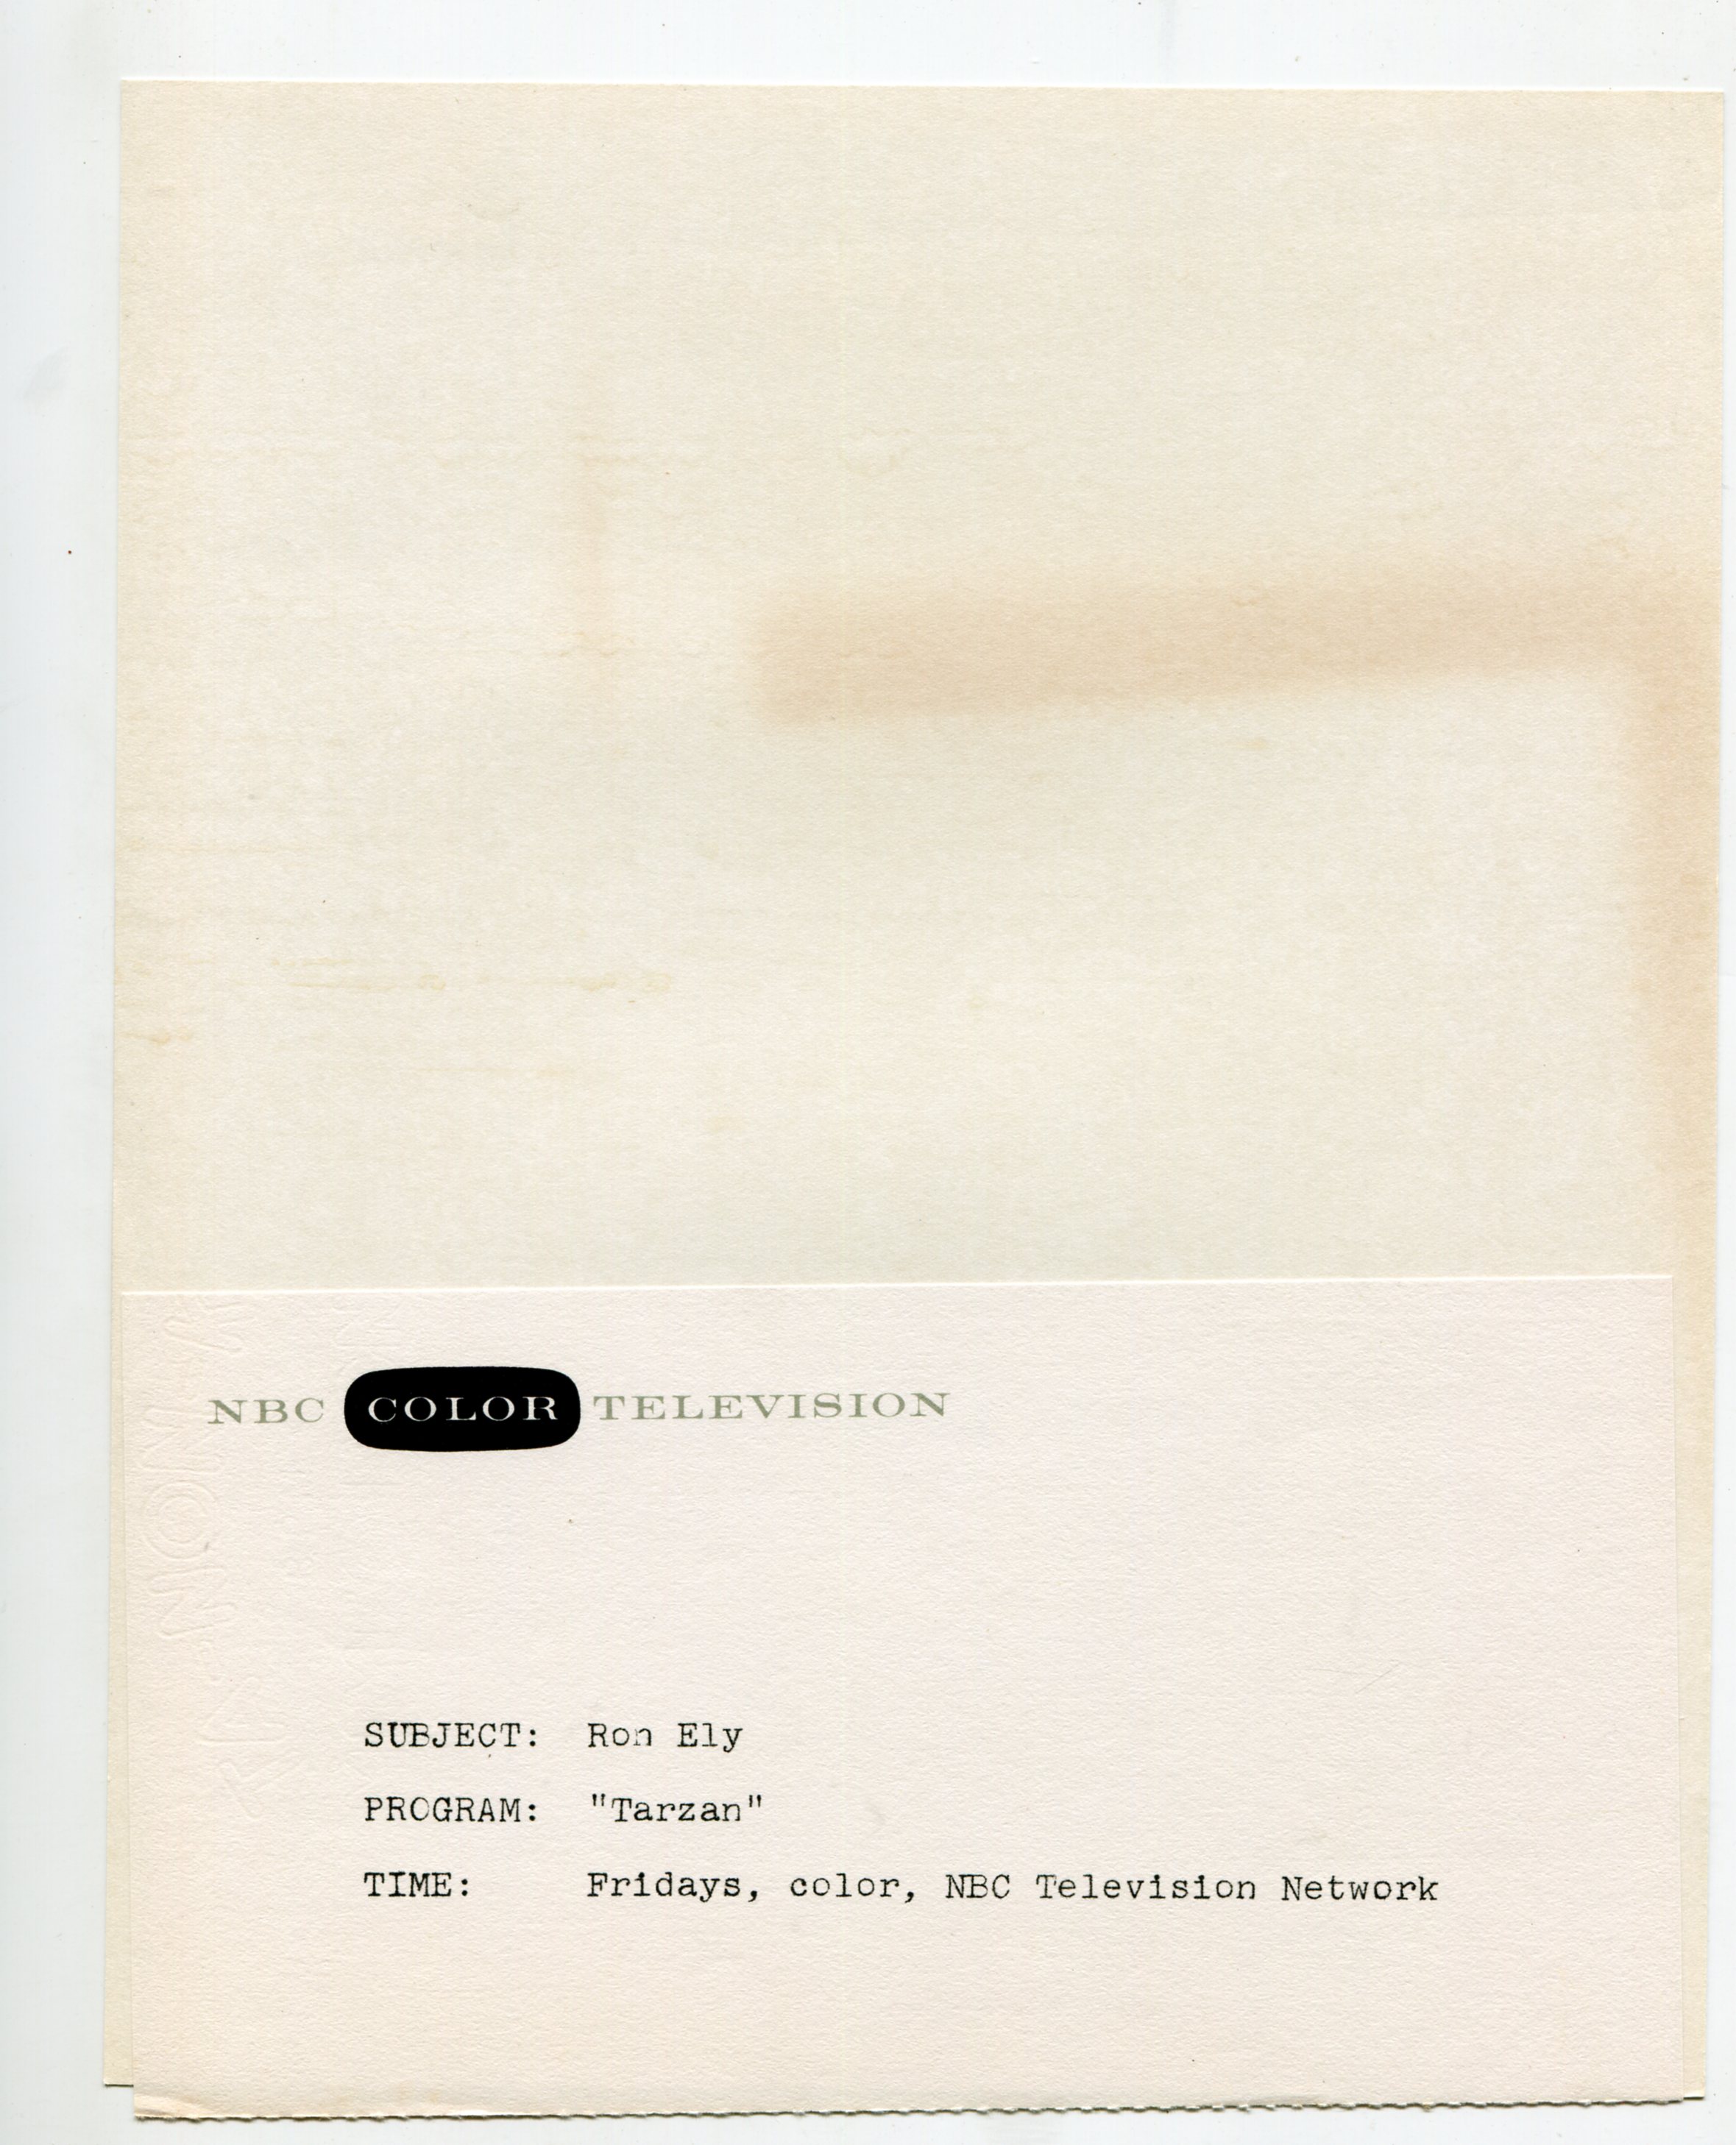 NBC COLOR TELEVISION
SUBJECT: Ron Ely
PROGRAM: "Tarzan"
TIME: Fridays, color, NBC Television Network